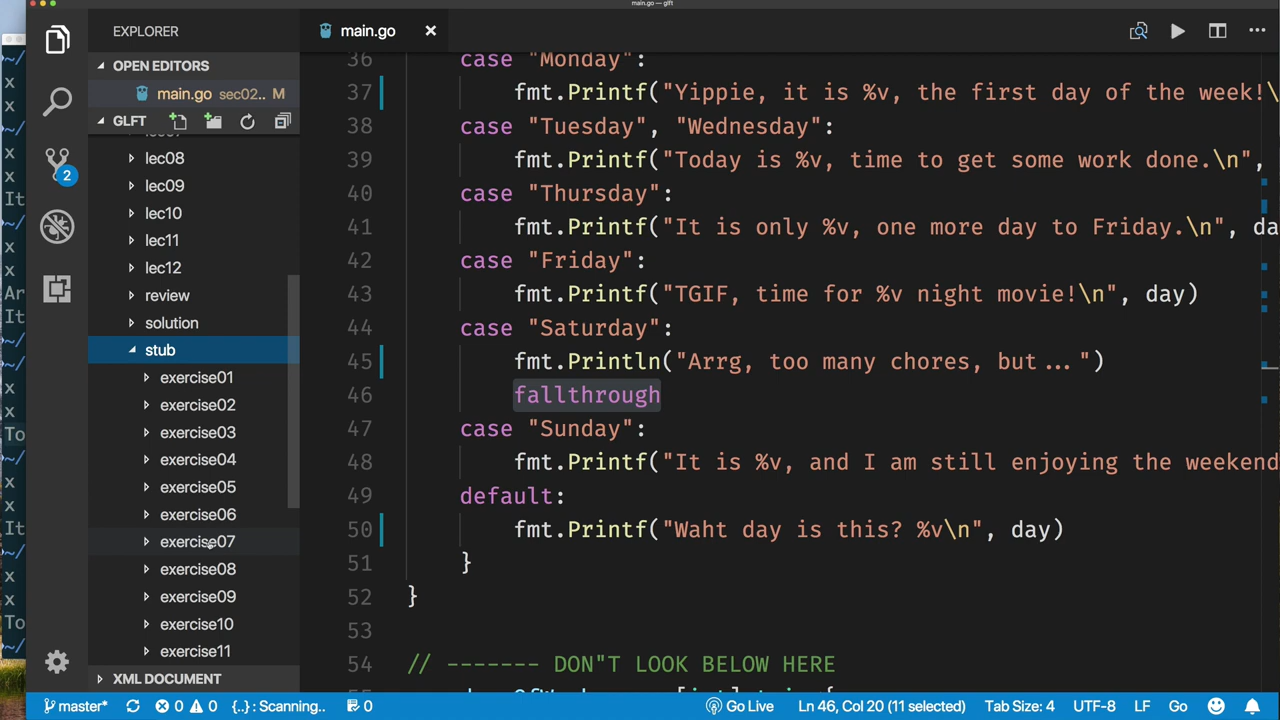 main.go — glft
EXPLORER
main.go
OPEN EDITORS
main.go sec02.. M
GLFT
lec08
lec09
lec10
lec11
lec12
review
solution
stub
exercise01
exercise02
exercise03
exercise04
exercise05
exercise06
exercise07
exercise08
exercise09
exercise10
exercise11
XML DOCUMENT
2
36 case "Monday":
37 fmt.Printf("Yippie, it is %v, the first day of the week!\
38 case "Tuesday", "Wednesday":
39 fmt.Printf("Today is %v, time to get some work done.\n",
40 case "Thursday":
41 fmt.Printf("It is only %v, one more day to Friday.\n", da
42 case "Friday":
43 fmt.Printf("TGIF, time for %v night movie!\n", day)
44 case "Saturday":
45 fmt.Println("Arrg, too many chores, but...")
46 fallthrough
47 case "Sunday":
48 fmt.Printf("It is %v, and I am still enjoying the weekend
49 default:
50 fmt.Printf("Waht day is this? %v\n", day)
51 }
52 }
53
54 // ------- DON"T LOOK BELOW HERE
master* 0 0 {..} : Scanning.. 0 Go Live Ln 46, Col 20 (11 selected) Tab Size: 4 UTF-8 LF Go